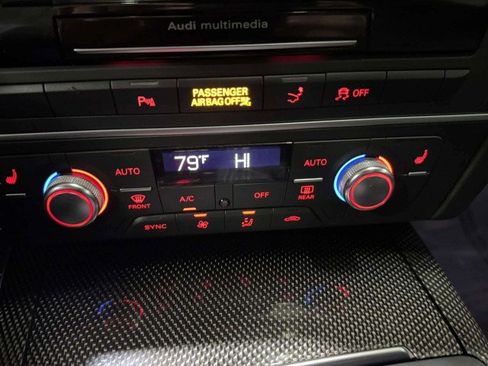 Audi multimedia
P PASSENGER AIRBAG OFF OFF
79°F HI
AUTO AUTO
FRONT A/C OFF REAR
SYNC